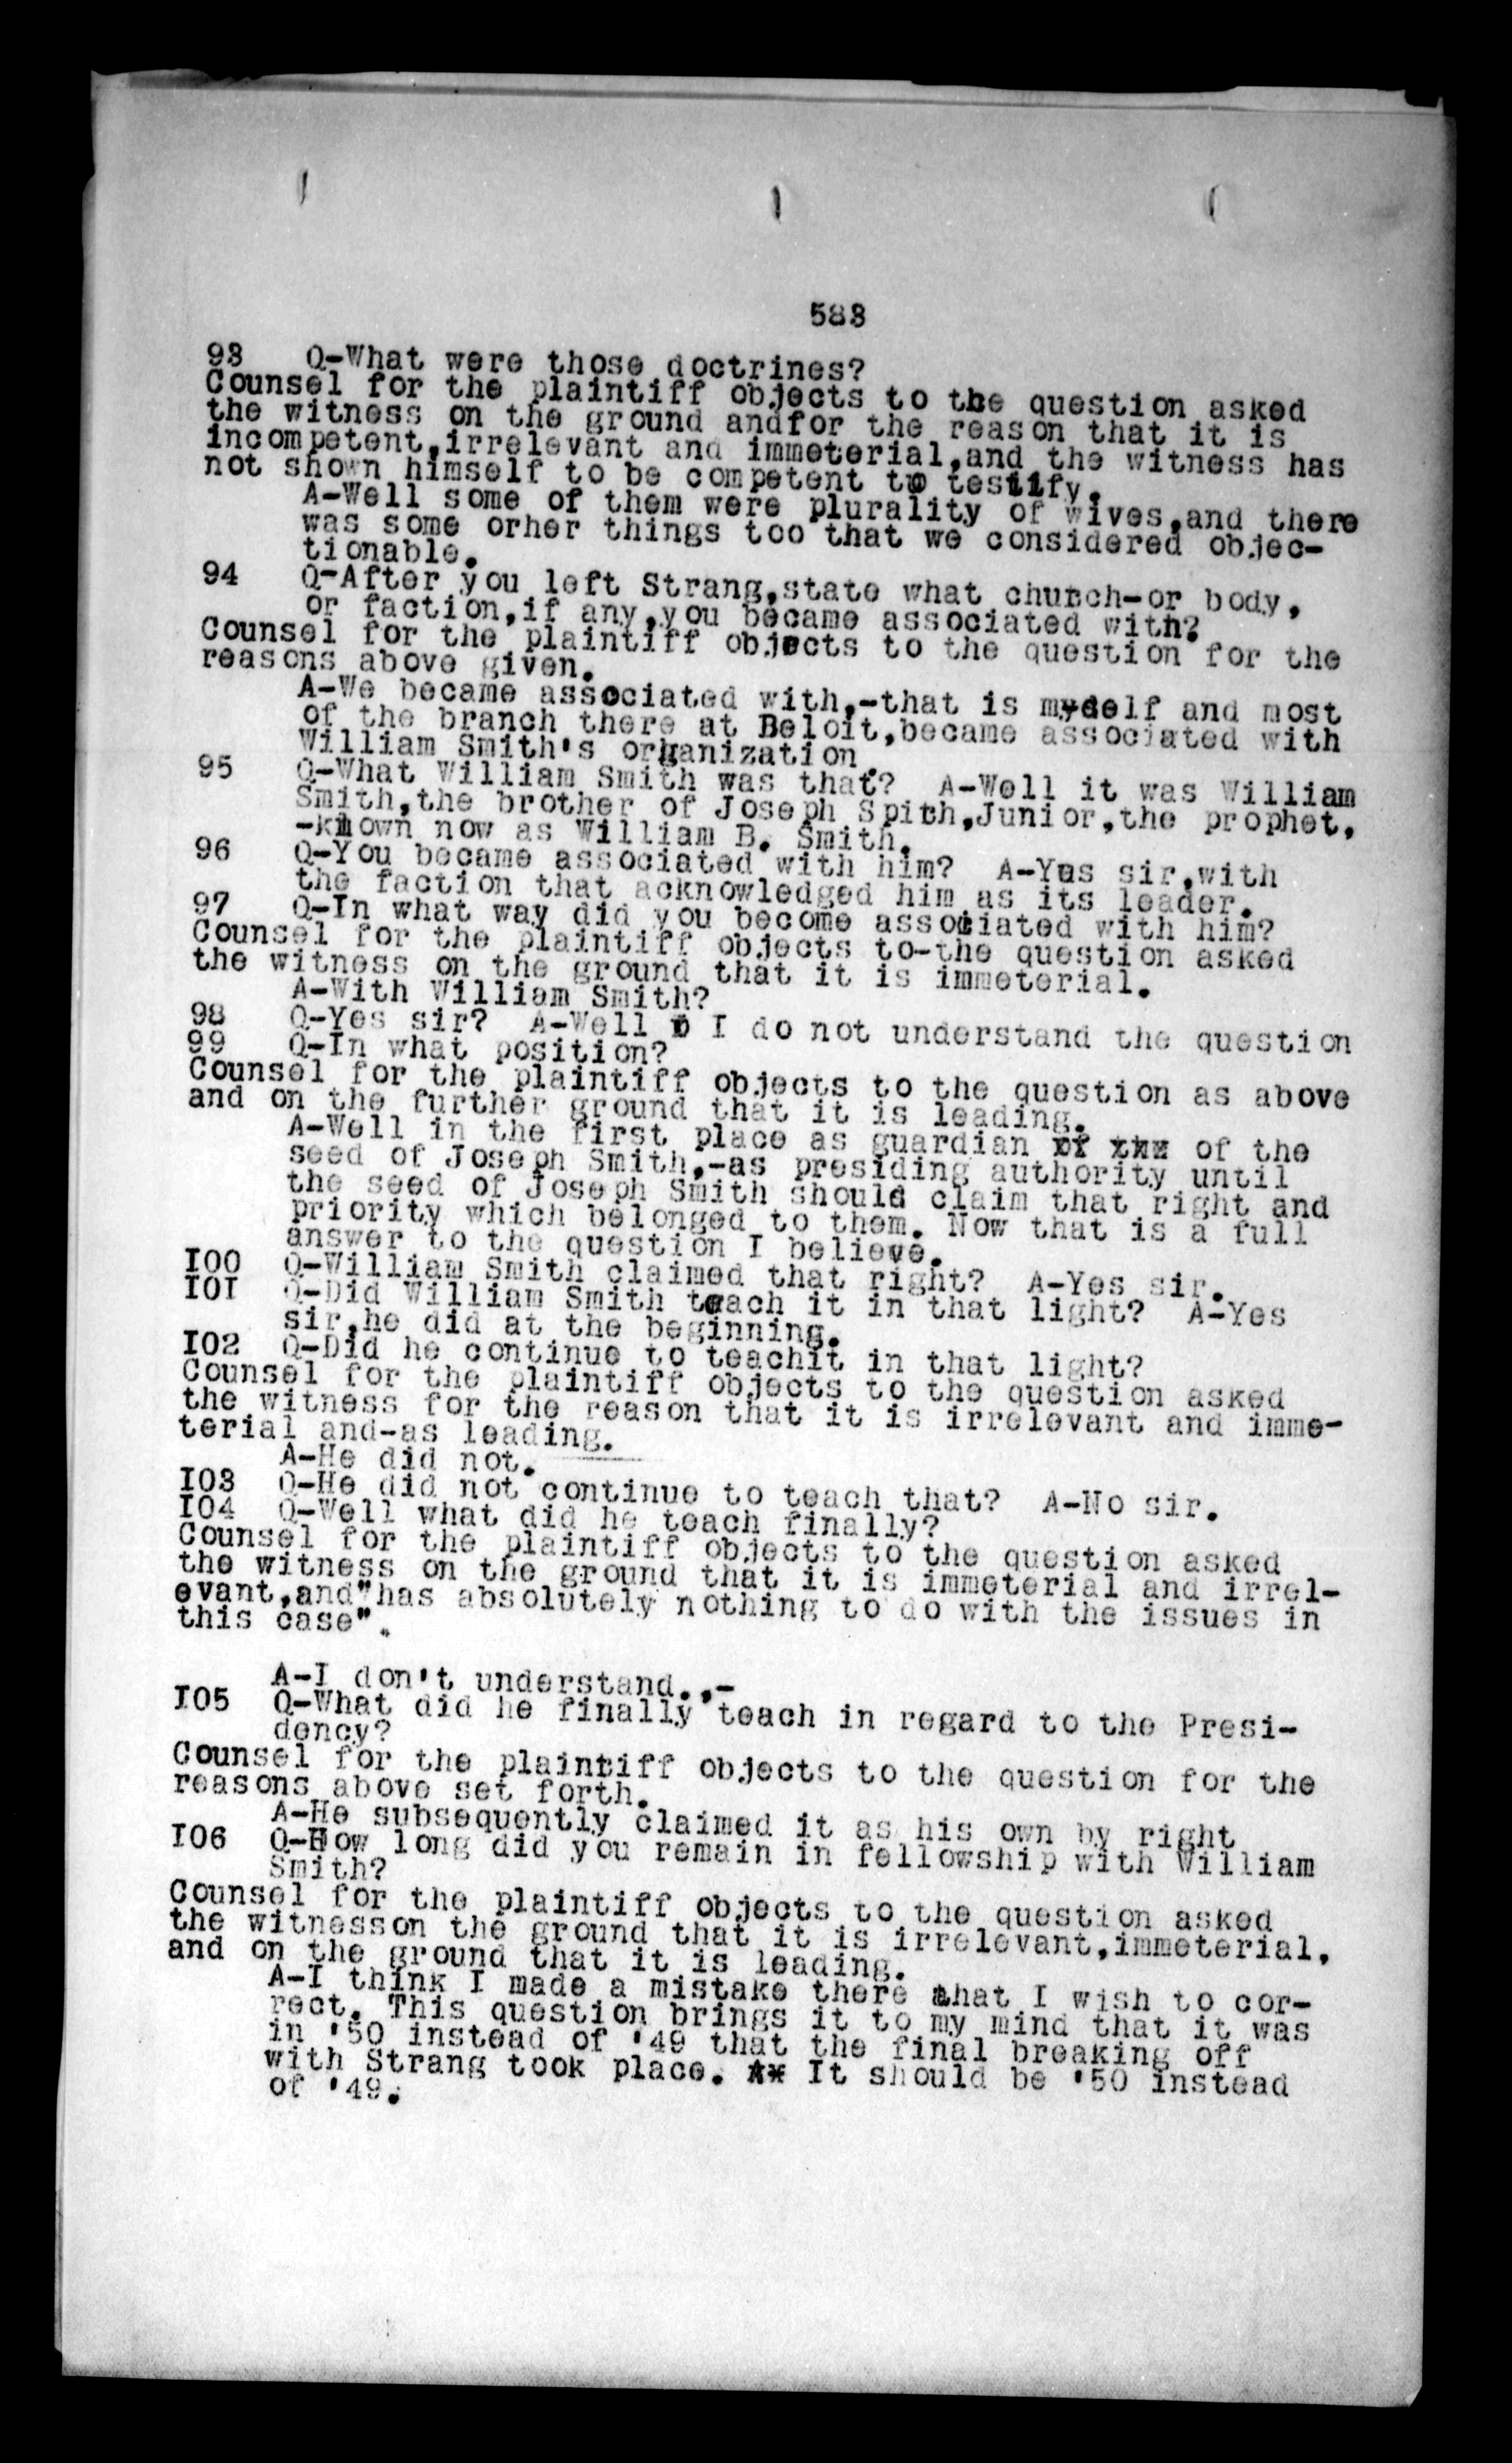 583
93 Q-What were those doctrines?
Counsel for the plaintiff objects to the question asked
the witness on the ground andfor the reason that it is
incompetent,irrelevant and immeterial,and the witness has
not shown himself to be competent to testify.
A-Well some of them were plurality of wives,and there
was some orher things too that we considered objec-
tionable.
94 Q-After you left Strang,state what church-or body,
or faction,if any,you became associated with?
Counsel for the plaintiff objects to the question for the
reasons above given.
A-We became associated with,-that is myself and most
of the branch there at Beloit,became associated with
William Smith's organization.
95 Q-What William Smith was that? A-Well it was William
Smith,the brother of Joseph Spith,Junior,the prophet,
-known now as William B. Smith.
96 Q-You became associated with him? A-Yes sir,with
the faction that acknowledged him as its leader.
97 Q-In what way did you become associated with him?
Counsel for the plaintiff objects to-the question asked
the witness on the ground that it is immeterial.
A-With William Smith?
98 Q-Yes sir? A-Well I do not understand the question
99 Q-In what position?
Counsel for the plaintiff objects to the question as above
and on the further ground that it is leading.
A-Well in the first place as guardian of the of the
seed of Joseph Smith,-as presiding authority until
the seed of Joseph Smith should claim that right and
priority which belonged to them. Now that is a full
answer to the question I believe.
I00 Q-William Smith claimed that right? A-Yes sir.
I0I Q-Did William Smith teach it in that light? A-Yes
sir,he did at the beginning.
I02 Q-Did he continue to teachit in that light?
Counsel for the plaintiff objects to the question asked
the witness for the reason that it is irrelevant and imme-
terial and-as leading.
A-He did not.
I03 Q-He did not continue to teach that? A-No sir.
I04 Q-Well what did he teach finally?
Counsel for the plaintiff objects to the question asked
the witness on the ground that it is immeterial and irrel-
evant,and"has absolutely nothing to do with the issues in
this case".
A-I don't understand.,-
I05 Q-What did he finally teach in regard to the Presi-
dency?
Counsel for the plaintiff objects to the question for the
reasons above set forth.
A-He subsequently claimed it as his own by right
I06 Q-How long did you remain in fellowship with William
Smith?
Counsel for the plaintiff objects to the question asked
the witnesson the ground that it is irrelevant,immeterial,
and on the ground that it is leading.
A-I think I made a mistake there that I wish to cor-
rect. This question brings it to my mind that it was
in '50 instead of '49 that the final breaking off
with Strang took place. It should be '50 instead
of '49.